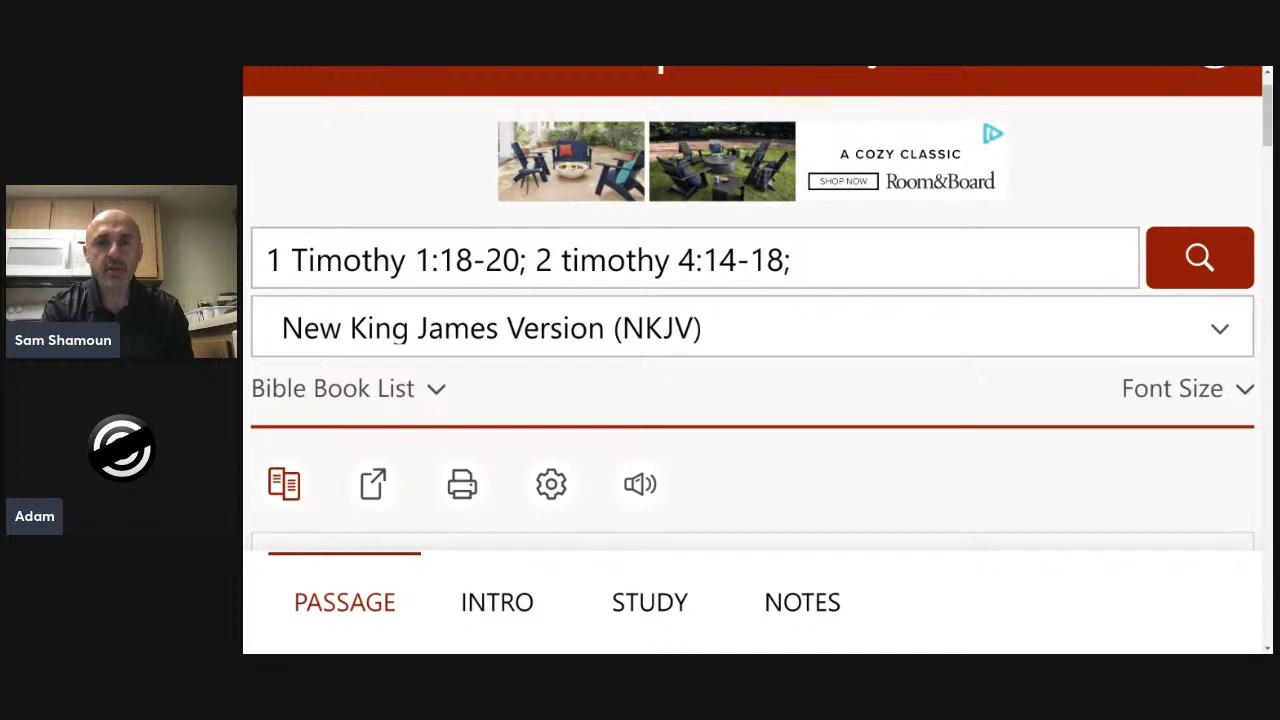 A COZY CLASSIC
SHOP NOW Room&Board
1 Timothy 1:18-20; 2 timothy 4:14-18;
New King James Version (NKJV)
Sam Shamoun
Bible Book List
Font Size
Adam
PASSAGE INTRO STUDY NOTES